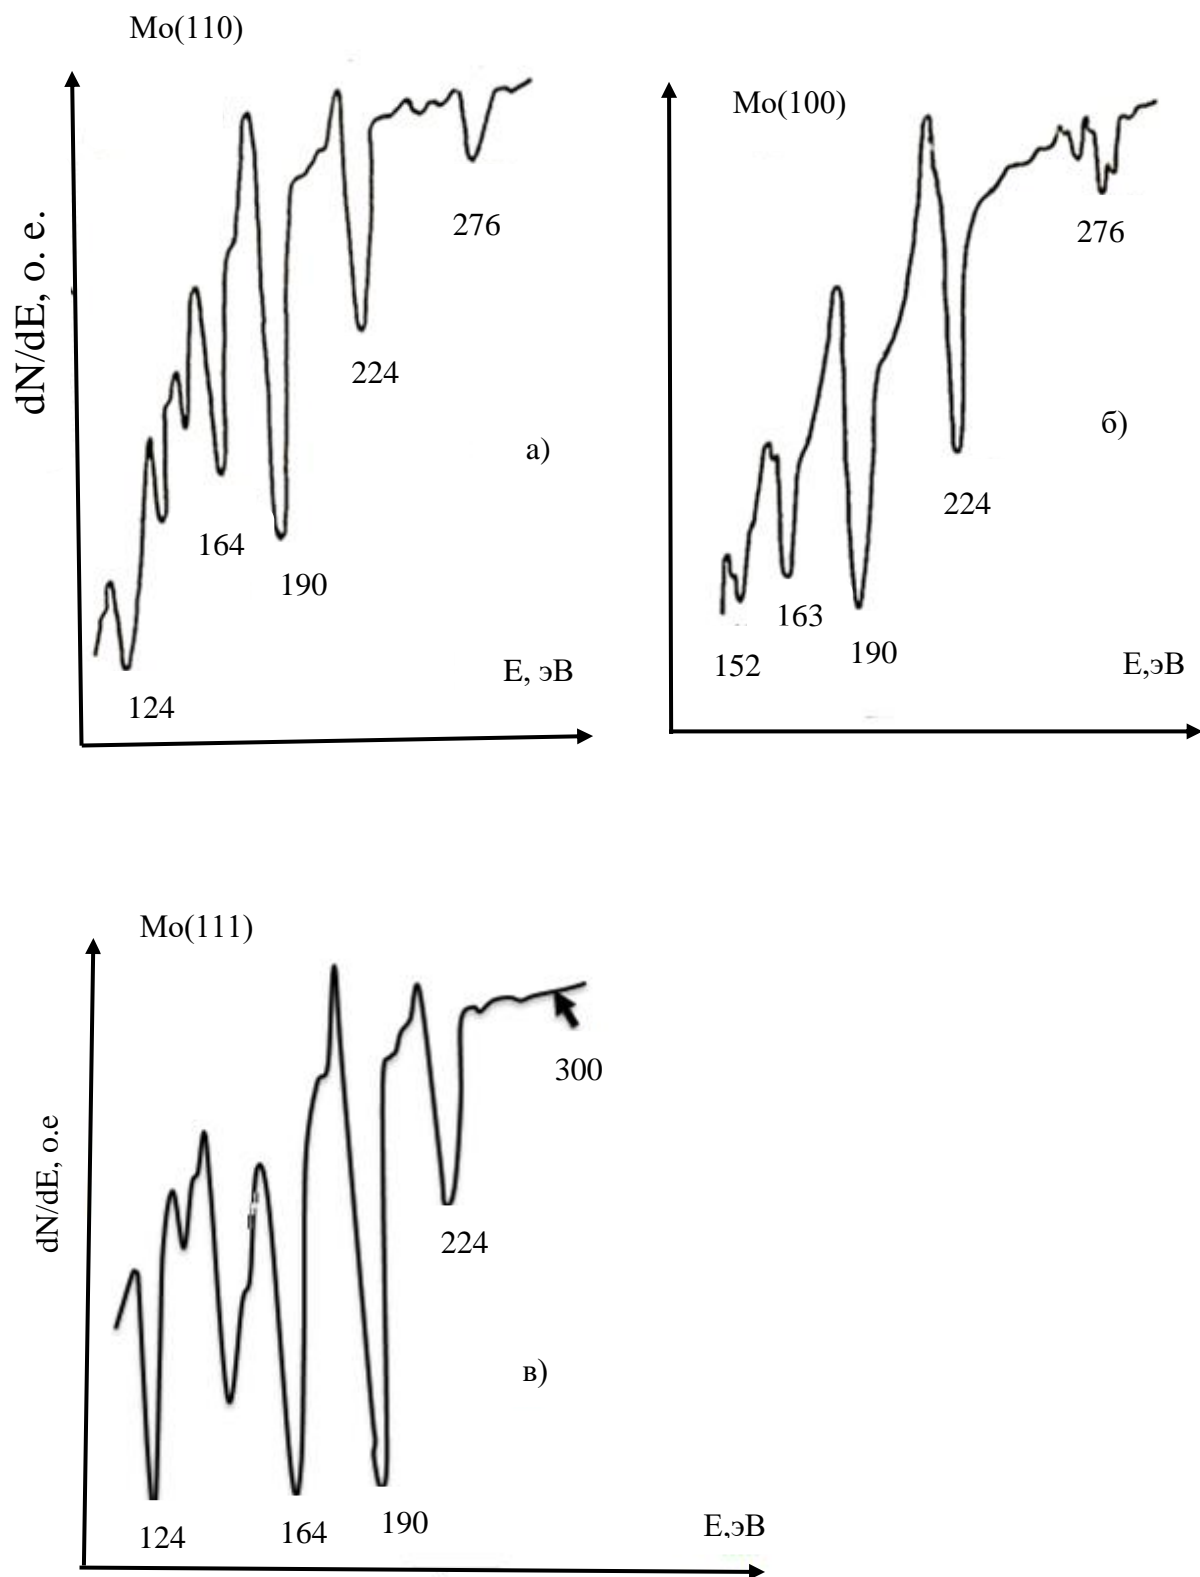 Mo(110)
dN/dE, о. е.
276
224
а)
164
190
E, эВ
124
Mo(100)
276
б)
224
163
190
152
E,эВ
Mo(111)
dN/dE, о.е
300
224
в)
124
164
190
E,эВ